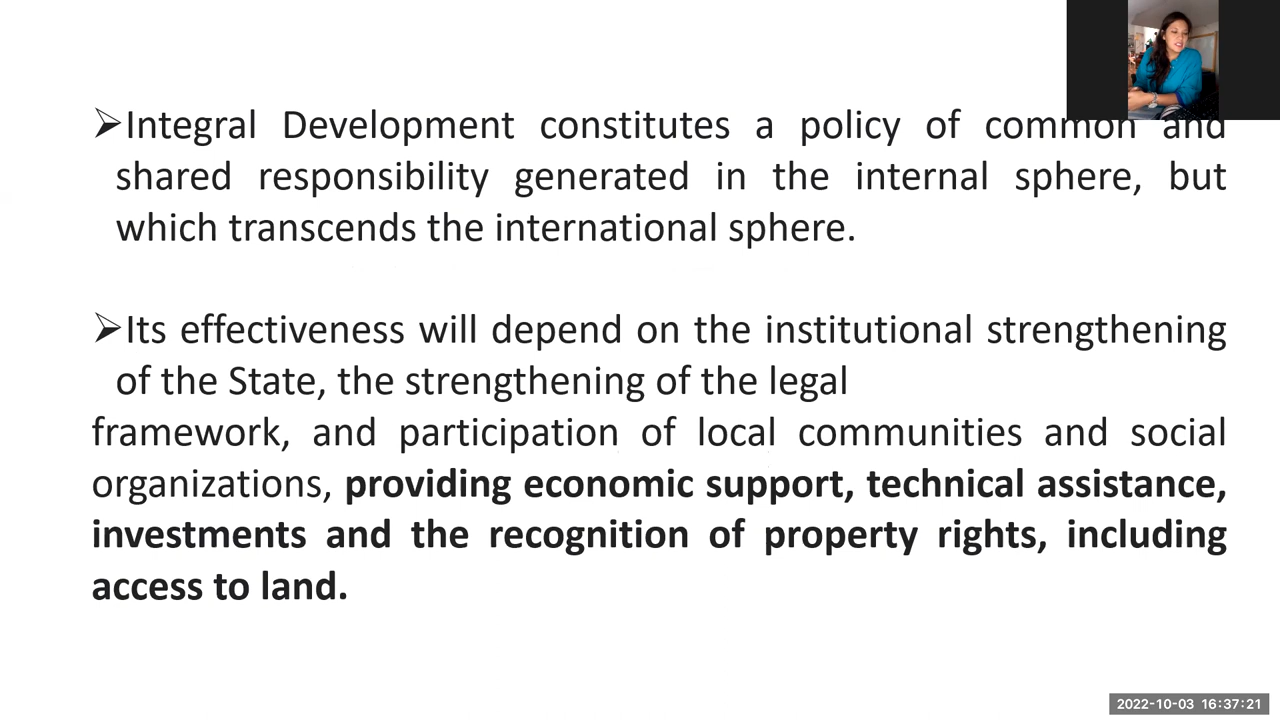 ➢Integral Development constitutes a policy of common and
shared responsibility generated in the internal sphere, but
which transcends the international sphere.
➢Its effectiveness will depend on the institutional strengthening
of the State, the strengthening of the legal
framework, and participation of local communities and social
organizations, providing economic support, technical assistance,
investments and the recognition of property rights, including
access to land.
2022-10-03 16:37:21